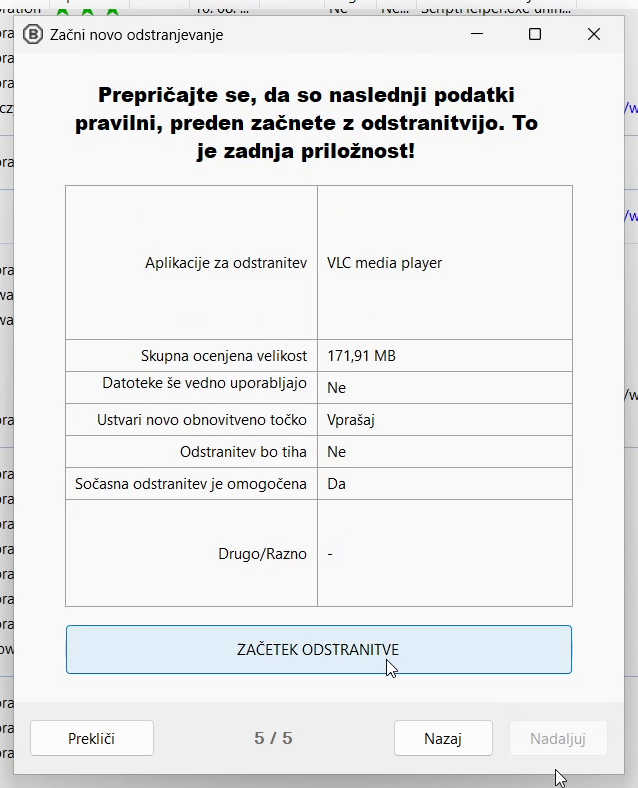 Začni novo odstranjevanje
Prepričajte se, da so naslednji podatki
pravilni, preden začnete z odstranitvijo. To
je zadnja priložnost!
Aplikacije za odstranitev VLC media player
Skupna ocenjena velikost 171,91 MB
Datoteke še vedno uporabljajo Ne
Ustvari novo obnovitveno točko Vprašaj
Odstranitev bo tiha Ne
Sočasna odstranitev je omogočena Da
Drugo/Razno -
ZAČETEK ODSTRANITVE
Prekliči 5 / 5 Nazaj Nadaljuj